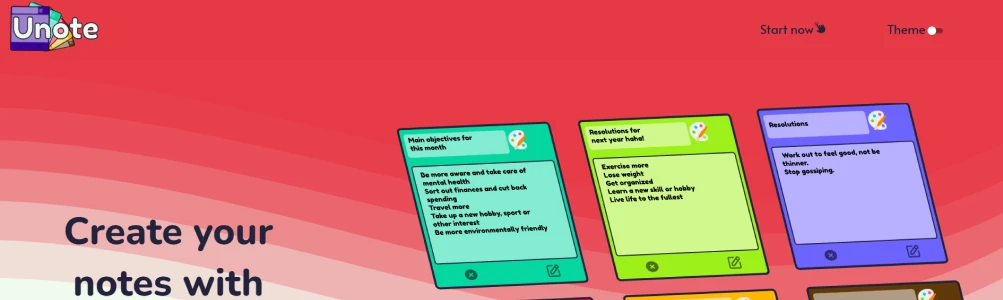 Unote
Start now
Theme
Main objectives for
this month
Be more aware and take care of
mental health
Sort out finances and cut back
spending
Travel more
Take up a new hobby, sport or
other interest
Be more environmentally friendly
Resolutions for
next year haha!
Exercise more
Lose weight
Get organized
Learn a new skill or hobby
Live life to the fullest
Resolutions
Work out to feel good, not be
thinner.
Stop gossiping.
Create your
notes with